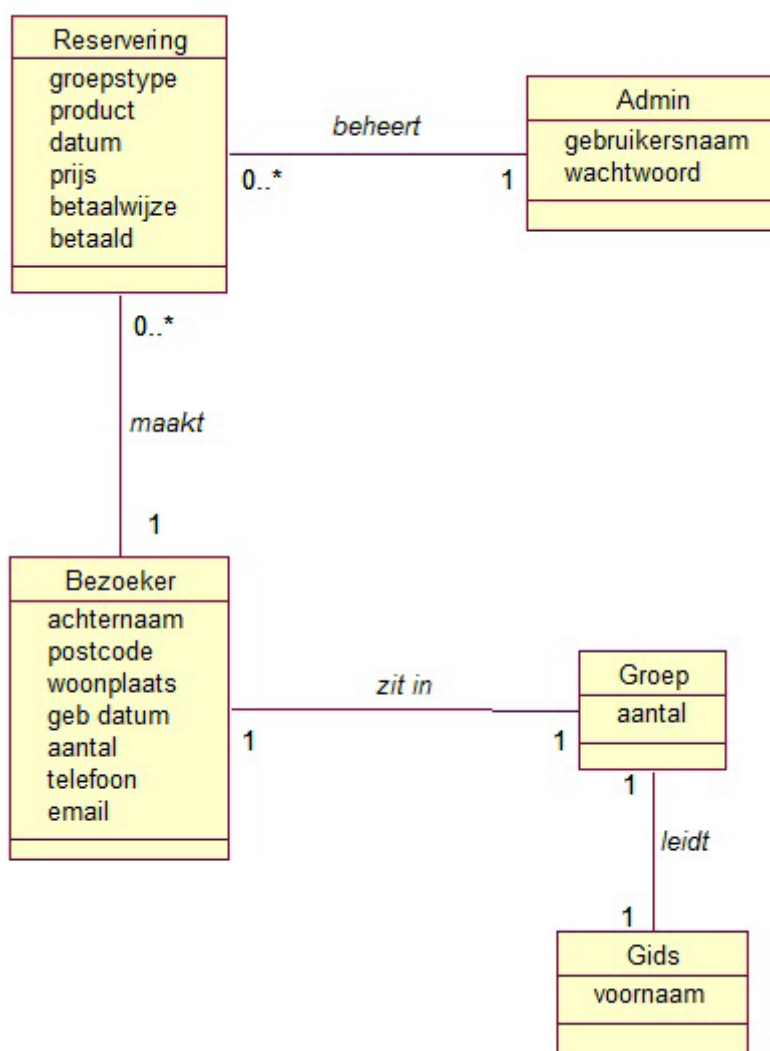 Reservering
groepstype
product
datum
prijs
betaalwijze
betaald
beheert
0..*
1
Admin
gebruikersnaam
wachtwoord
0..*
maakt
1
Bezoeker
achternaam
postcode
woonplaats
geb datum
aantal
telefoon
email
zit in
1
1
Groep
aantal
1
leidt
1
Gids
voornaam